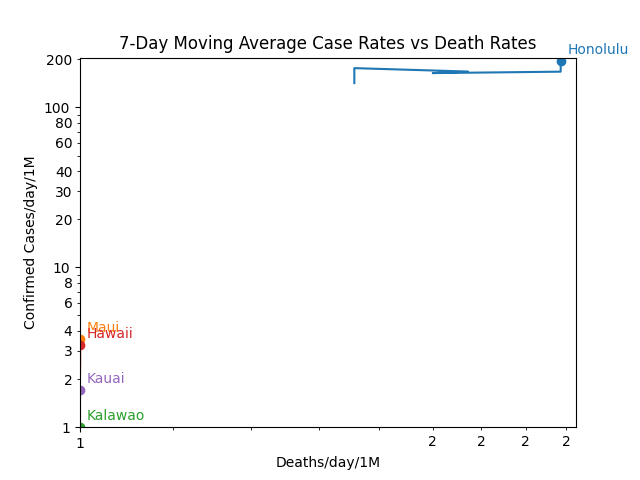 7-Day Moving Average Case Rates vs Death Rates
Honolulu
200
100
80
60
40
30
20
10
8
6
4
3
2
1
Confirmed Cases/day/1M
Maui
Hawaii
Kauai
Kalawao
1 2 2 2 2
Deaths/day/1M